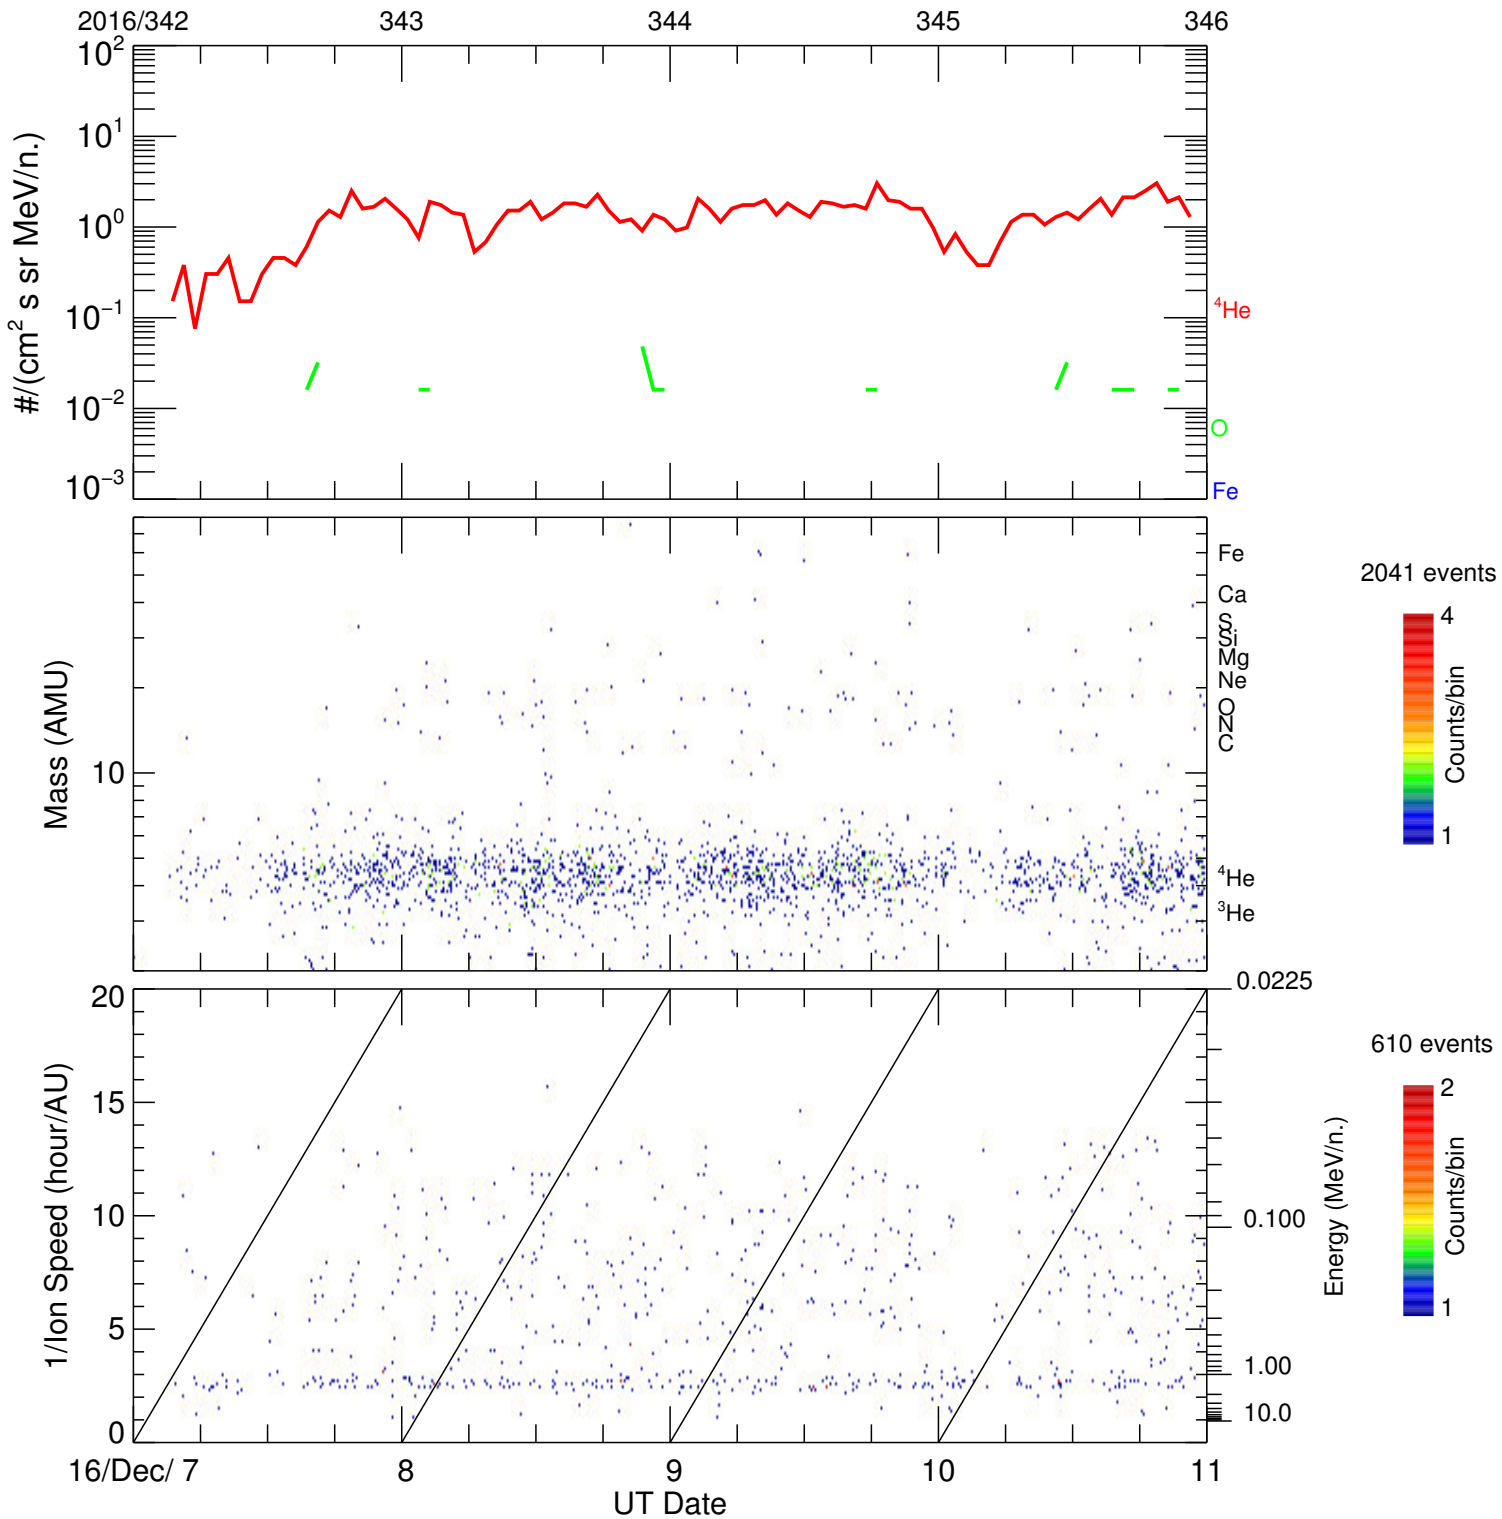 2016/342 343 344 345 346
10² 10¹ 10⁰ 10⁻¹ 10⁻² 10⁻³
#/(cm² s sr MeV/n.)
⁴He
O
Fe
Mass (AMU)
10
Fe
Ca
S
Si
Mg
Ne
O
N
C
⁴He
³He
2041 events
4
Counts/bin
1
1/Ion Speed (hour/AU)
20
15
10
5
0
0.0225
0.100
1.00
10.0
Energy (MeV/n.)
610 events
2
Counts/bin
1
16/Dec/ 7 8 9 10 11
UT Date